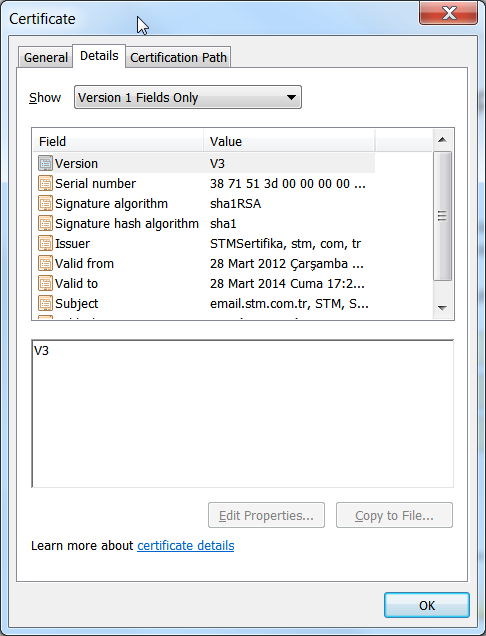 Certificate
General Details Certification Path
Show Version 1 Fields Only
Field Value
Version V3
Serial number 38 71 51 3d 00 00 00 00 ...
Signature algorithm sha1RSA
Signature hash algorithm sha1
Issuer STMSertifika, stm, com, tr
Valid from 28 Mart 2012 Çarşamba ...
Valid to 28 Mart 2014 Cuma 17:2...
Subject email.stm.com.tr, STM, S...
V3
Edit Properties... Copy to File...
Learn more about certificate details
OK